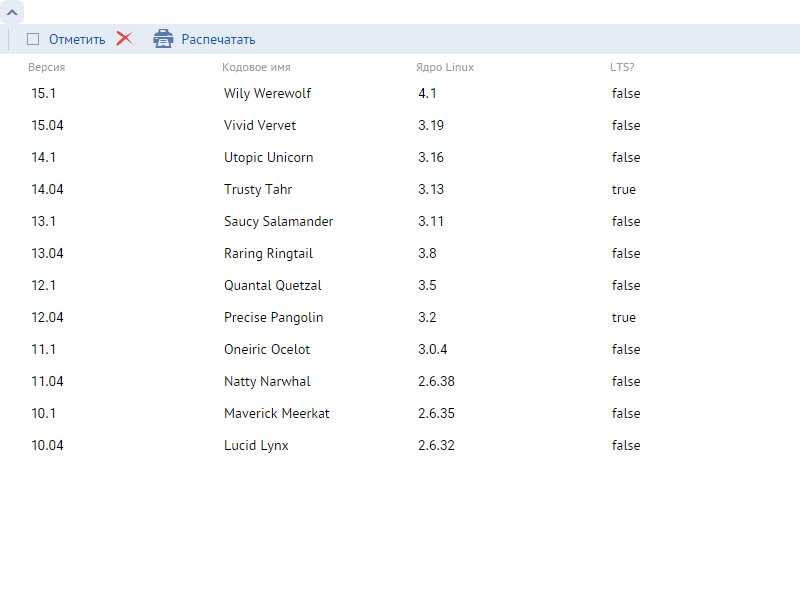 Отметить Распечатать
Версия Кодовое имя Ядро Linux LTS?
15.1 Wily Werewolf 4.1 false
15.04 Vivid Vervet 3.19 false
14.1 Utopic Unicorn 3.16 false
14.04 Trusty Tahr 3.13 true
13.1 Saucy Salamander 3.11 false
13.04 Raring Ringtail 3.8 false
12.1 Quantal Quetzal 3.5 false
12.04 Precise Pangolin 3.2 true
11.1 Oneiric Ocelot 3.0.4 false
11.04 Natty Narwhal 2.6.38 false
10.1 Maverick Meerkat 2.6.35 false
10.04 Lucid Lynx 2.6.32 false